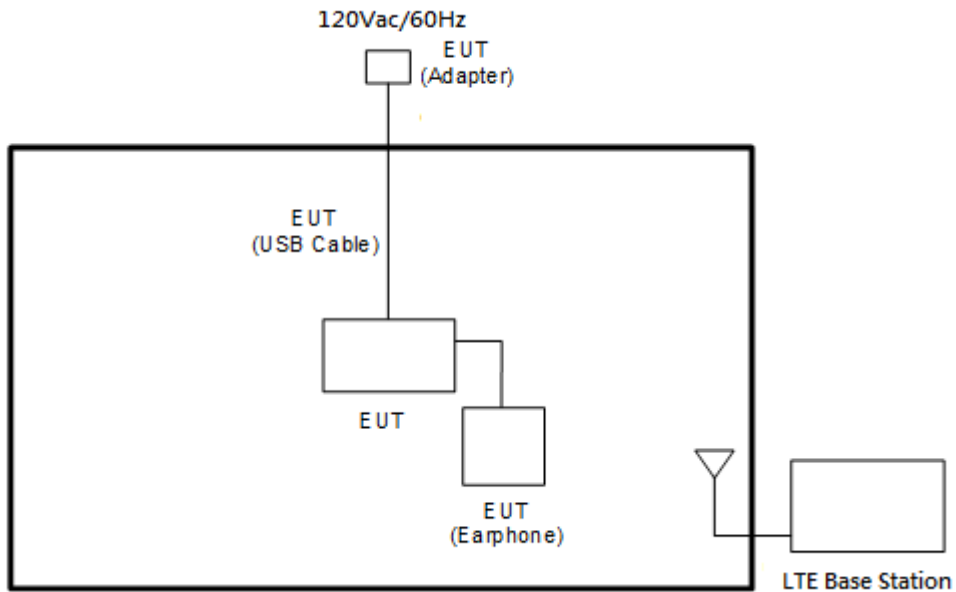 120Vac/60Hz
EUT
(Adapter)
EUT
(USB Cable)
EUT
EUT
(Earphone)
LTE Base Station